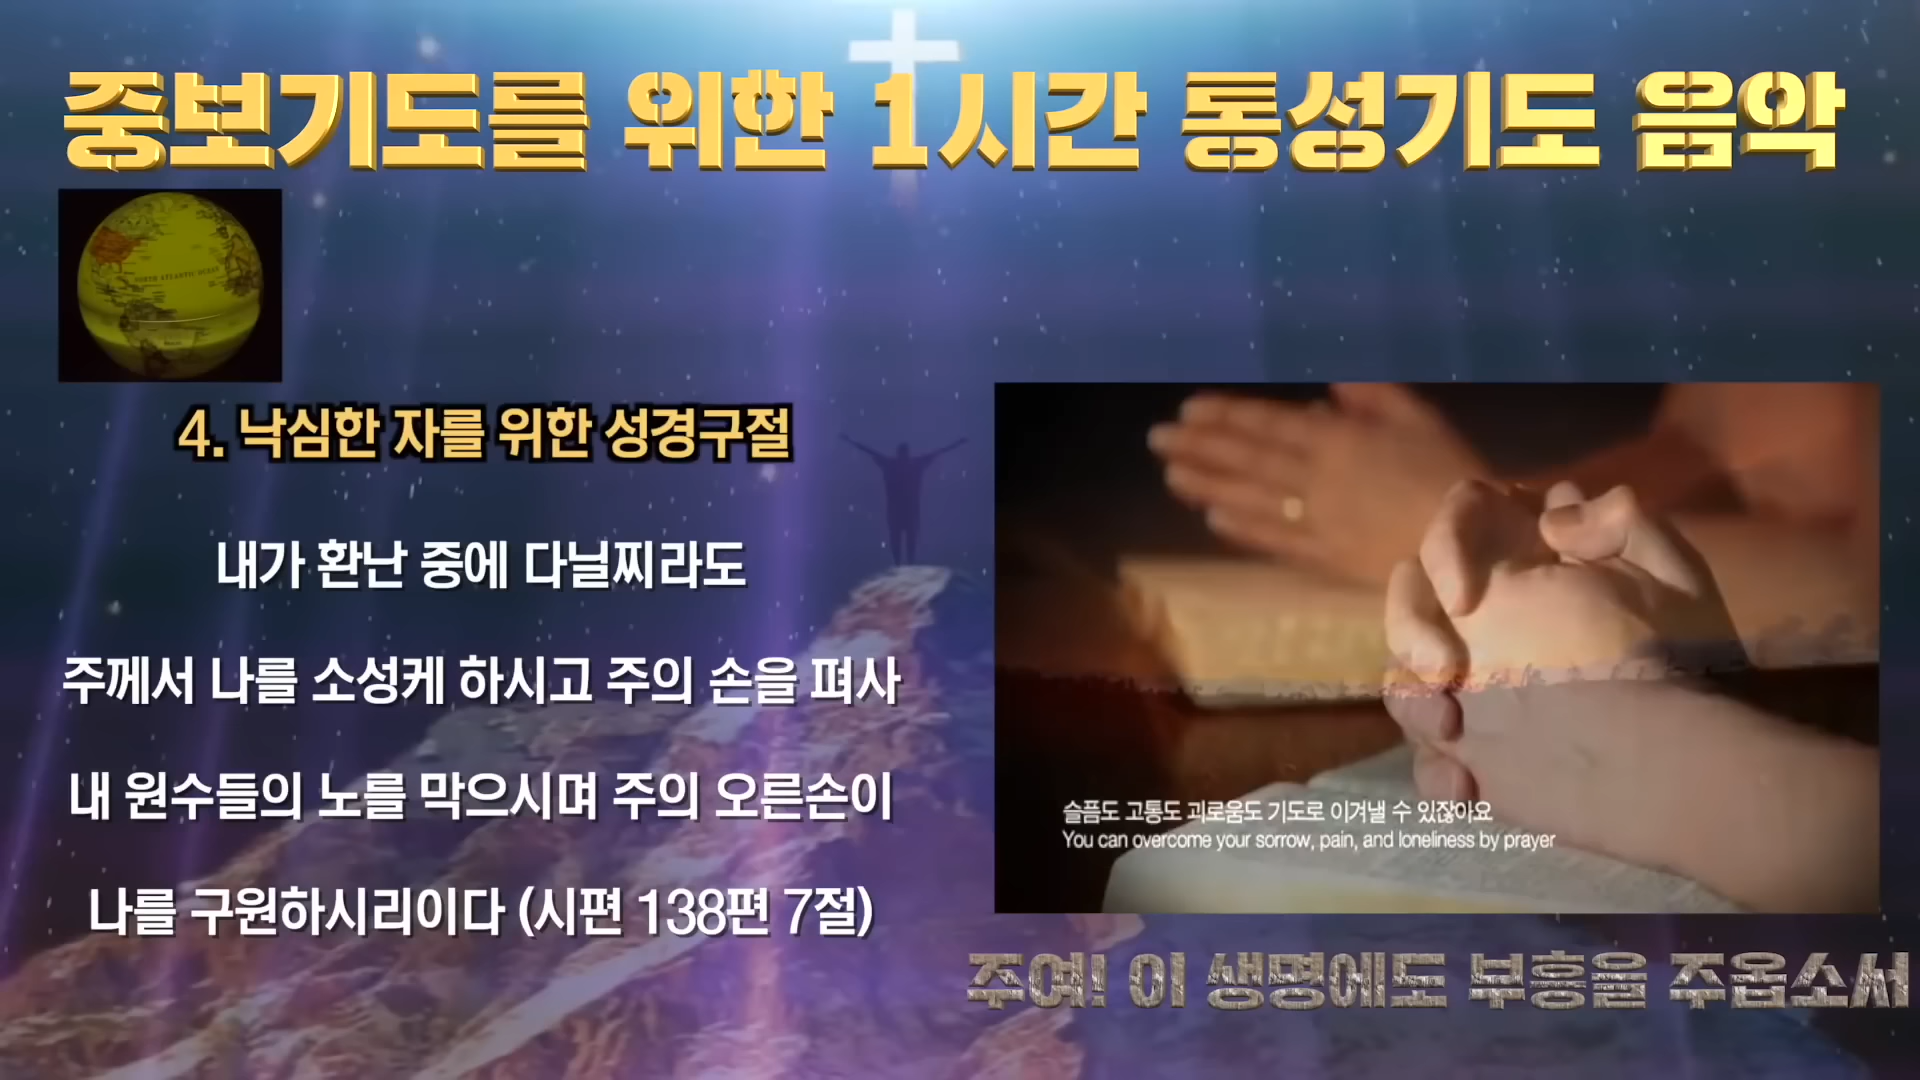 중보기도를 위한 1시간 통성기도 음악
NORTH ATLANTIC OCEAN
4. 낙심한 자를 위한 성경구절
내가 환난 중에 다닐찌라도
주께서 나를 소성케 하시고 주의 손을 펴사
내 원수들의 노를 막으시며 주의 오른손이
나를 구원하시리이다 (시편 138편 7절)
슬픔도 고통도 괴로움도 기도로 이겨낼 수 있잖아요
You can overcome your sorrow, pain, and loneliness by prayer
주여! 이 생명에도 부흥을 주옵소서